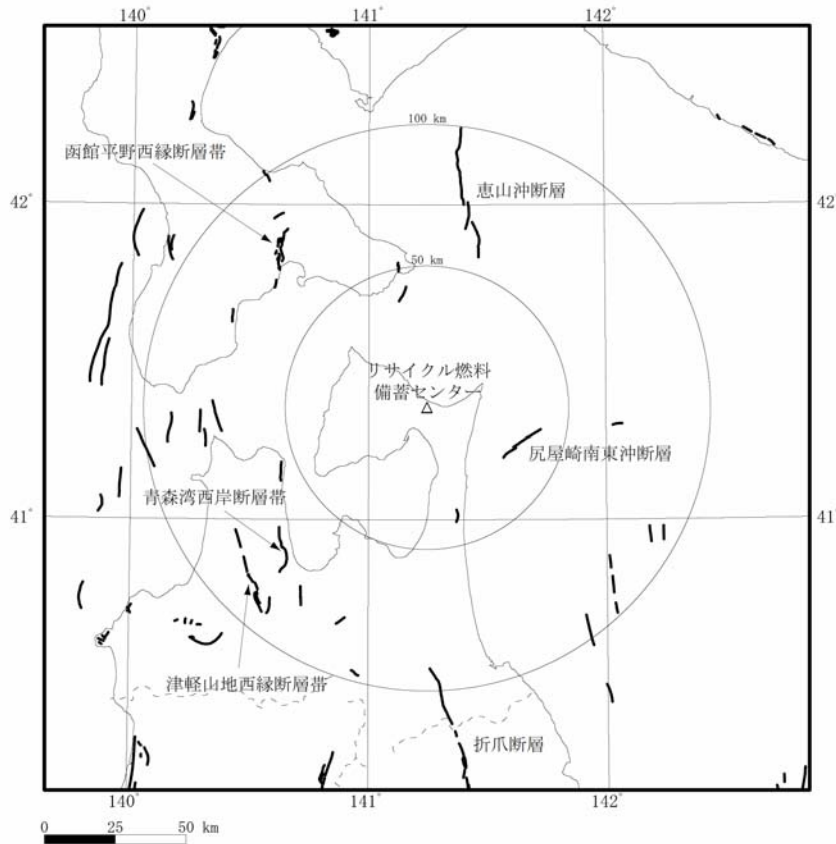 140° 141° 142°
100 km
函館平野西縁断層帯
恵山沖断層
42° 42°
50 km
リサイクル燃料
備蓄センター
尻屋崎南東沖断層
青森湾西岸断層帯
41° 41°
津軽山地西縁断層帯
折爪断層
140° 141° 142°
0 25 50 km